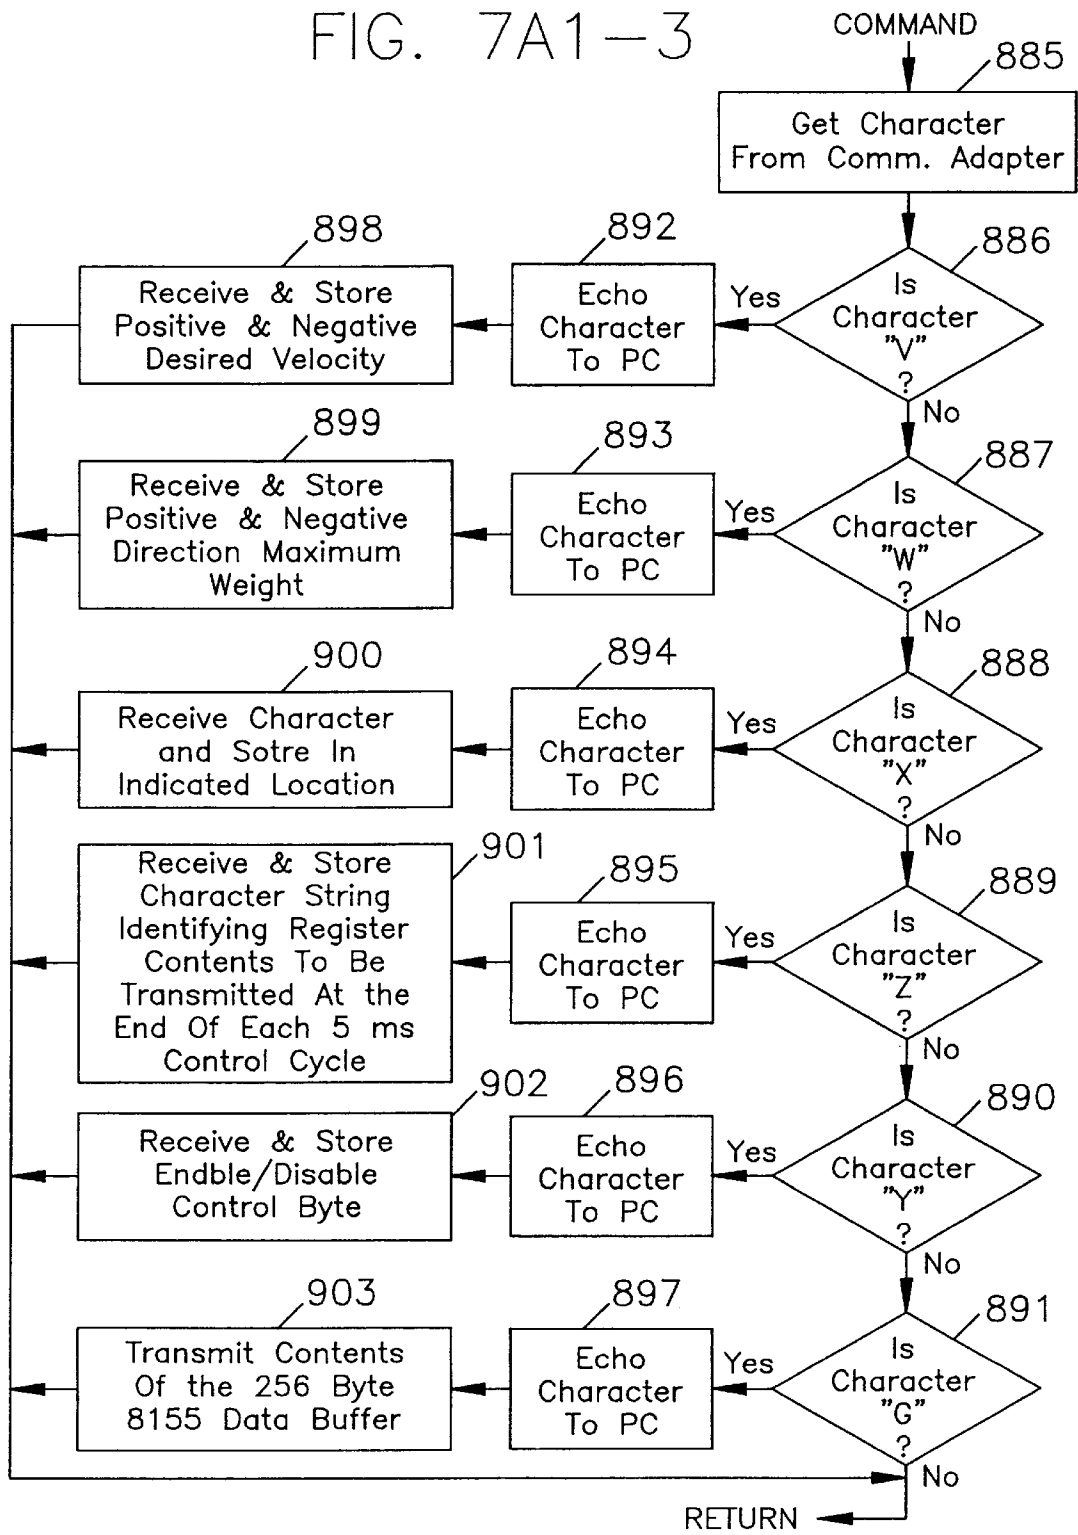 FIG. 7A1-3
COMMAND
885
Get Character
From Comm. Adapter
898
Receive & Store
Positive & Negative
Desired Velocity
892
Echo
Character
To PC
Yes
886
Is
Character
"V"
?
No
899
Receive & Store
Positive & Negative
Direction Maximum
Weight
893
Echo
Character
To PC
Yes
887
Is
Character
"W"
?
No
900
Receive Character
and Sotre In
Indicated Location
894
Echo
Character
To PC
Yes
888
Is
Character
"X"
?
No
901
Receive & Store
Character String
Identifying Register
Contents To Be
Transmitted At the
End Of Each 5 ms
Control Cycle
895
Echo
Character
To PC
Yes
889
Is
Character
"Z"
?
No
902
Receive & Store
Endble/Disable
Control Byte
896
Echo
Character
To PC
Yes
890
Is
Character
"Y"
?
No
903
Transmit Contents
Of the 256 Byte
8155 Data Buffer
897
Echo
Character
To PC
Yes
891
Is
Character
"G"
?
No
RETURN